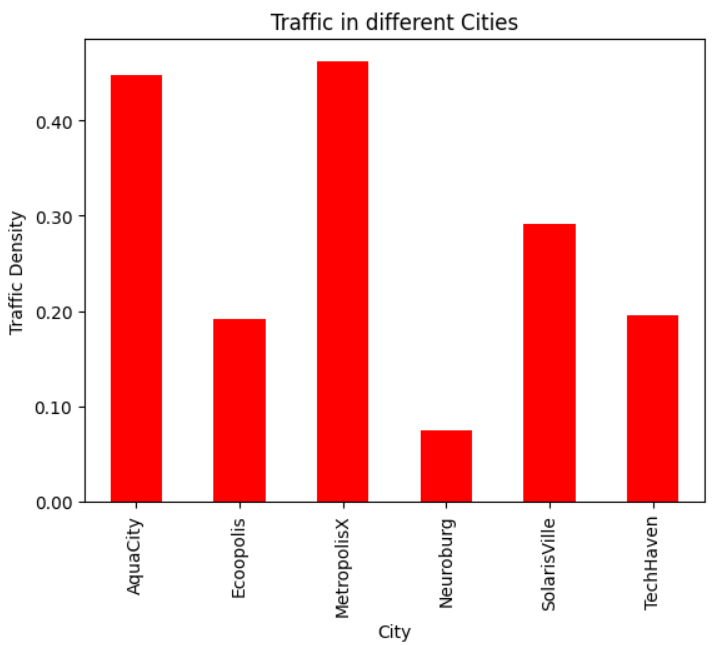 Traffic in different Cities
Traffic Density
0.40
0.30
0.20
0.10
0.00
AquaCity
Ecoopolis
MetropolisX
Neuroburg
SolarisVille
TechHaven
City